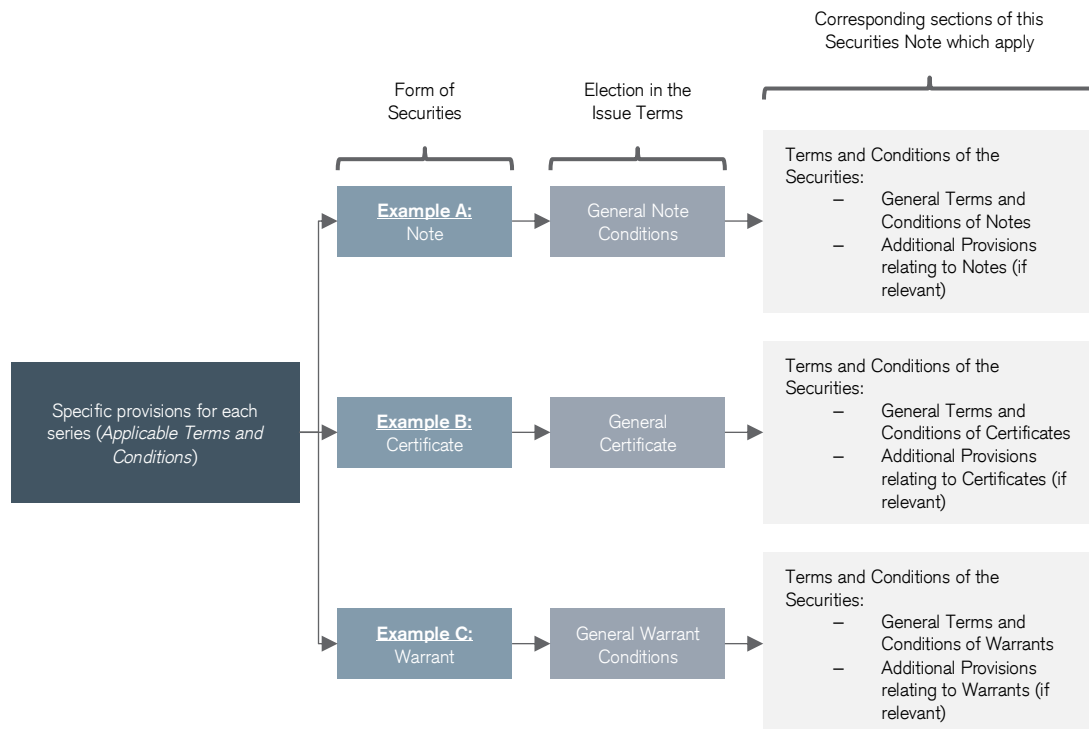 Corresponding sections of this
Securities Note which apply
Form of
Securities
Election in the
Issue Terms
Example A:
Note
General Note
Conditions
Terms and Conditions of the
Securities:
– General Terms and
Conditions of Notes
– Additional Provisions
relating to Notes (if
relevant)
Specific provisions for each
series (Applicable Terms and
Conditions)
Example B:
Certificate
General
Certificate
Terms and Conditions of the
Securities:
– General Terms and
Conditions of Certificates
– Additional Provisions
relating to Certificates (if
relevant)
Example C:
Warrant
General Warrant
Conditions
Terms and Conditions of the
Securities:
– General Terms and
Conditions of Warrants
– Additional Provisions
relating to Warrants (if
relevant)